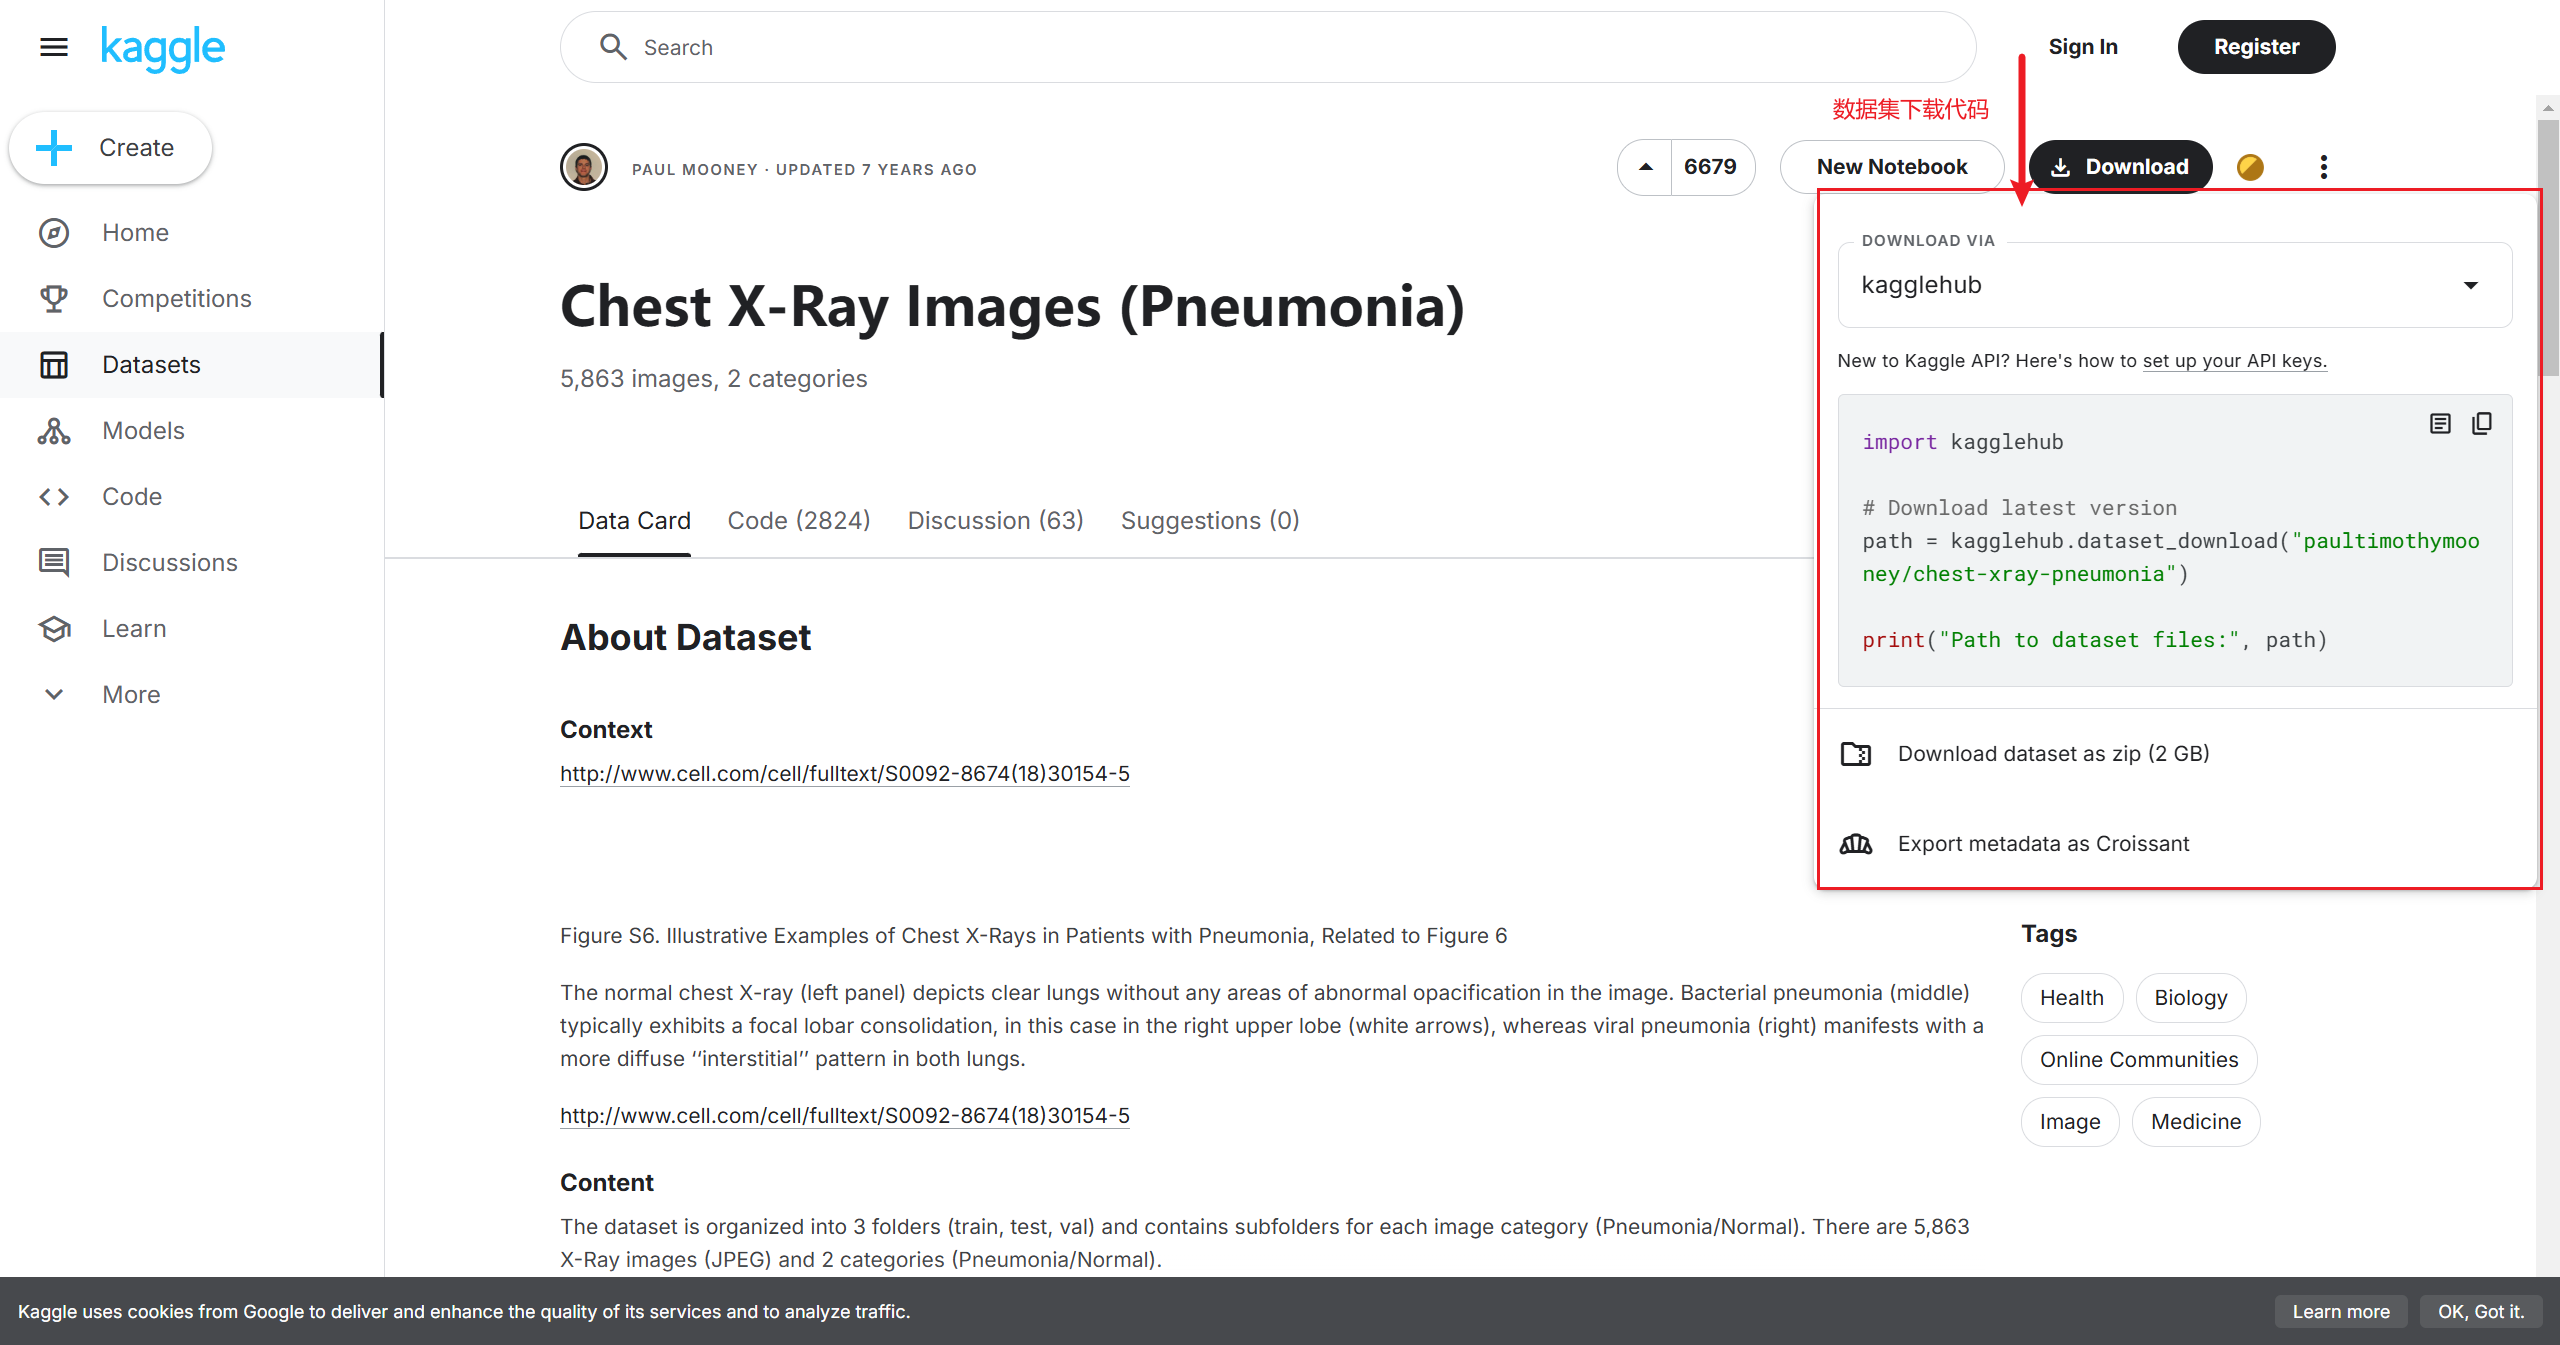 kaggle
Search
Sign In
Register
Create
Home
Competitions
Datasets
Models
Code
Discussions
Learn
More
数据集下载代码
PAUL MOONEY · UPDATED 7 YEARS AGO
6679
New Notebook
Download
Chest X-Ray Images (Pneumonia)
5,863 images, 2 categories
Data Card
Code (2824)
Discussion (63)
Suggestions (0)
DOWNLOAD VIA
kagglehub
New to Kaggle API? Here's how to set up your API keys.
import kagglehub
# Download latest version
path = kagglehub.dataset_download("paultimothymoo
ney/chest-xray-pneumonia")
print("Path to dataset files:", path)
Download dataset as zip (2 GB)
Export metadata as Croissant
About Dataset
Context
http://www.cell.com/cell/fulltext/S0092-8674(18)30154-5
Figure S6. Illustrative Examples of Chest X-Rays in Patients with Pneumonia, Related to Figure 6
The normal chest X-ray (left panel) depicts clear lungs without any areas of abnormal opacification in the image. Bacterial pneumonia (middle)
typically exhibits a focal lobar consolidation, in this case in the right upper lobe (white arrows), whereas viral pneumonia (right) manifests with a
more diffuse ‘‘interstitial’’ pattern in both lungs.
http://www.cell.com/cell/fulltext/S0092-8674(18)30154-5
Content
The dataset is organized into 3 folders (train, test, val) and contains subfolders for each image category (Pneumonia/Normal). There are 5,863
X-Ray images (JPEG) and 2 categories (Pneumonia/Normal).
Tags
Health
Biology
Online Communities
Image
Medicine
Kaggle uses cookies from Google to deliver and enhance the quality of its services and to analyze traffic.
Learn more
OK, Got it.